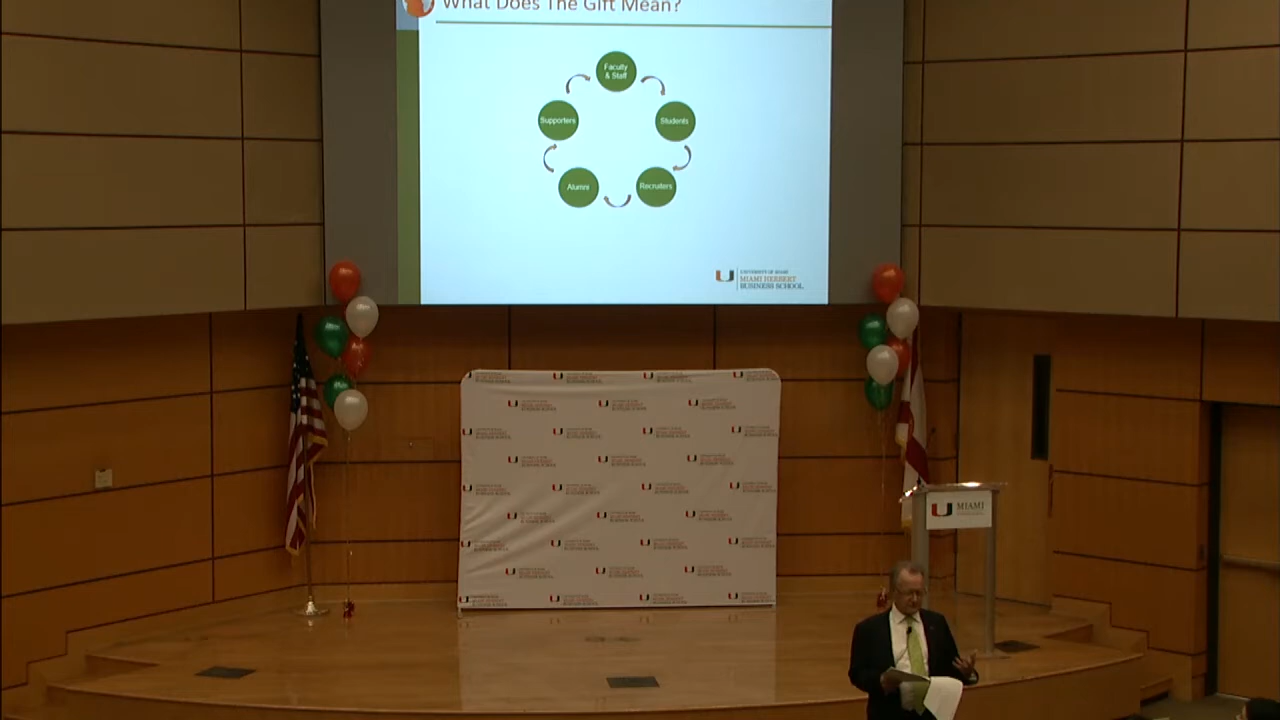 What Does The Gift Mean?
Faculty
& Staff
Supporters
Students
Alumni
Recruiters
UNIVERSITY OF MIAMI
MIAMI HERBERT
BUSINESS SCHOOL
MIAMI